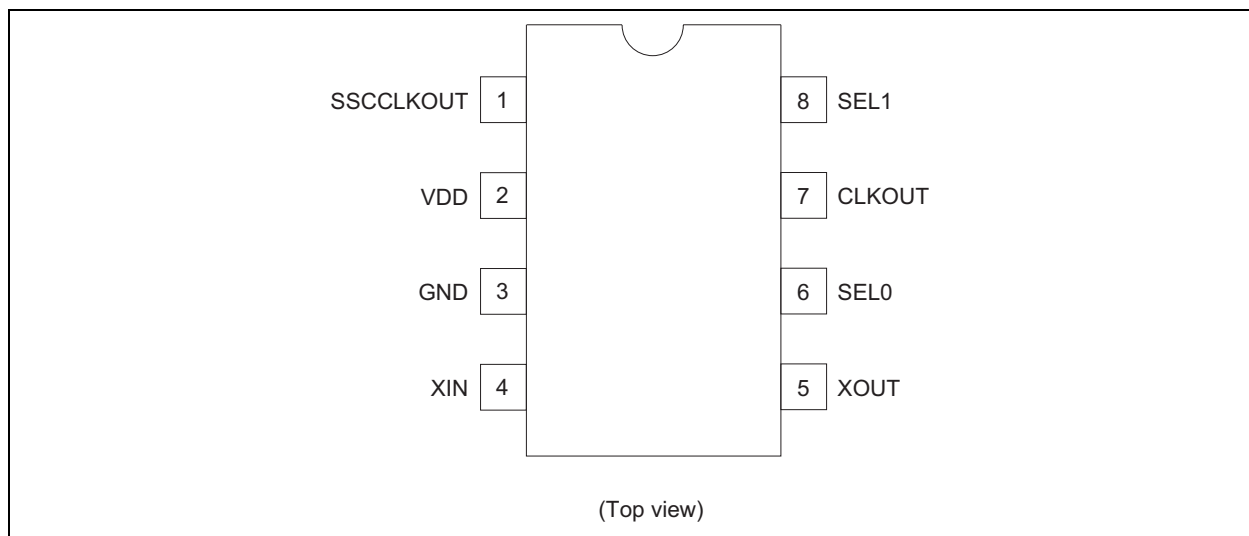 SSCCLKOUT 1 8 SEL1
VDD 2 7 CLKOUT
GND 3 6 SEL0
XIN 4 5 XOUT
(Top view)